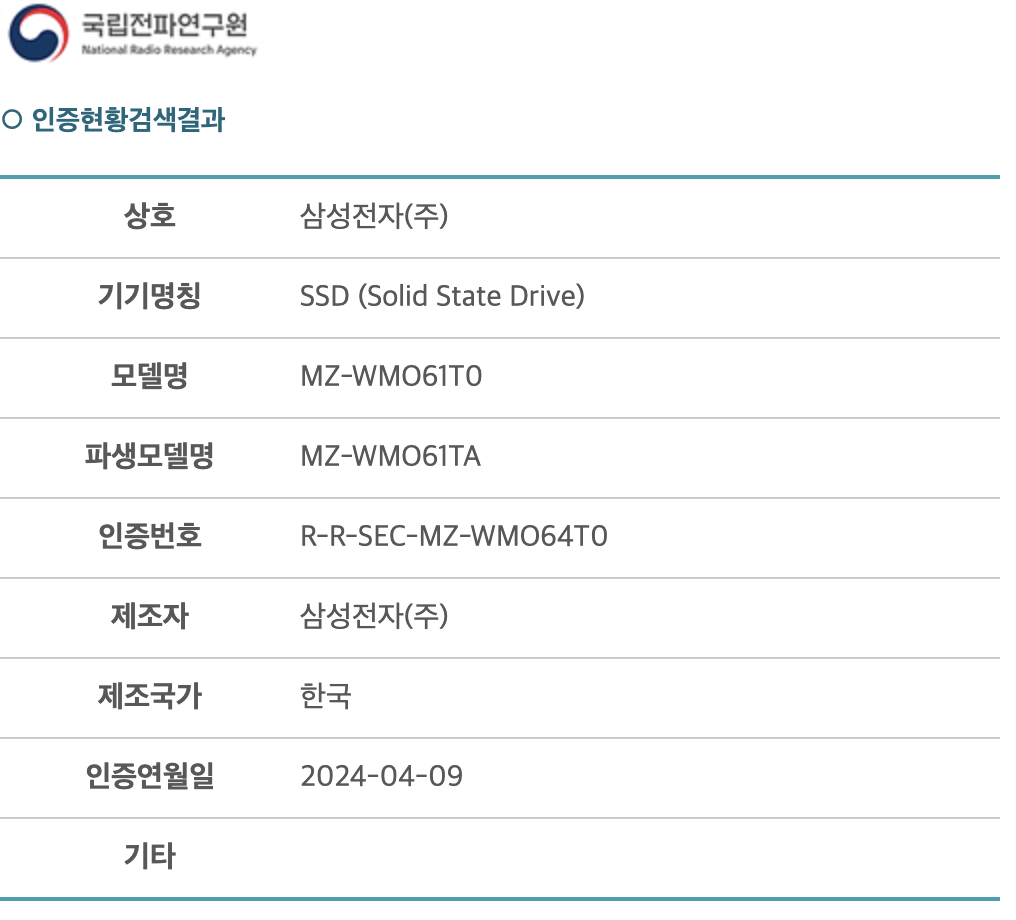 국립전파연구원
National Radio Research Agency
인증현황검색결과
상호 삼성전자(주)
기기명칭 SSD (Solid State Drive)
모델명 MZ-WMO61T0
파생모델명 MZ-WMO61TA
인증번호 R-R-SEC-MZ-WMO64T0
제조자 삼성전자(주)
제조국가 한국
인증연월일 2024-04-09
기타